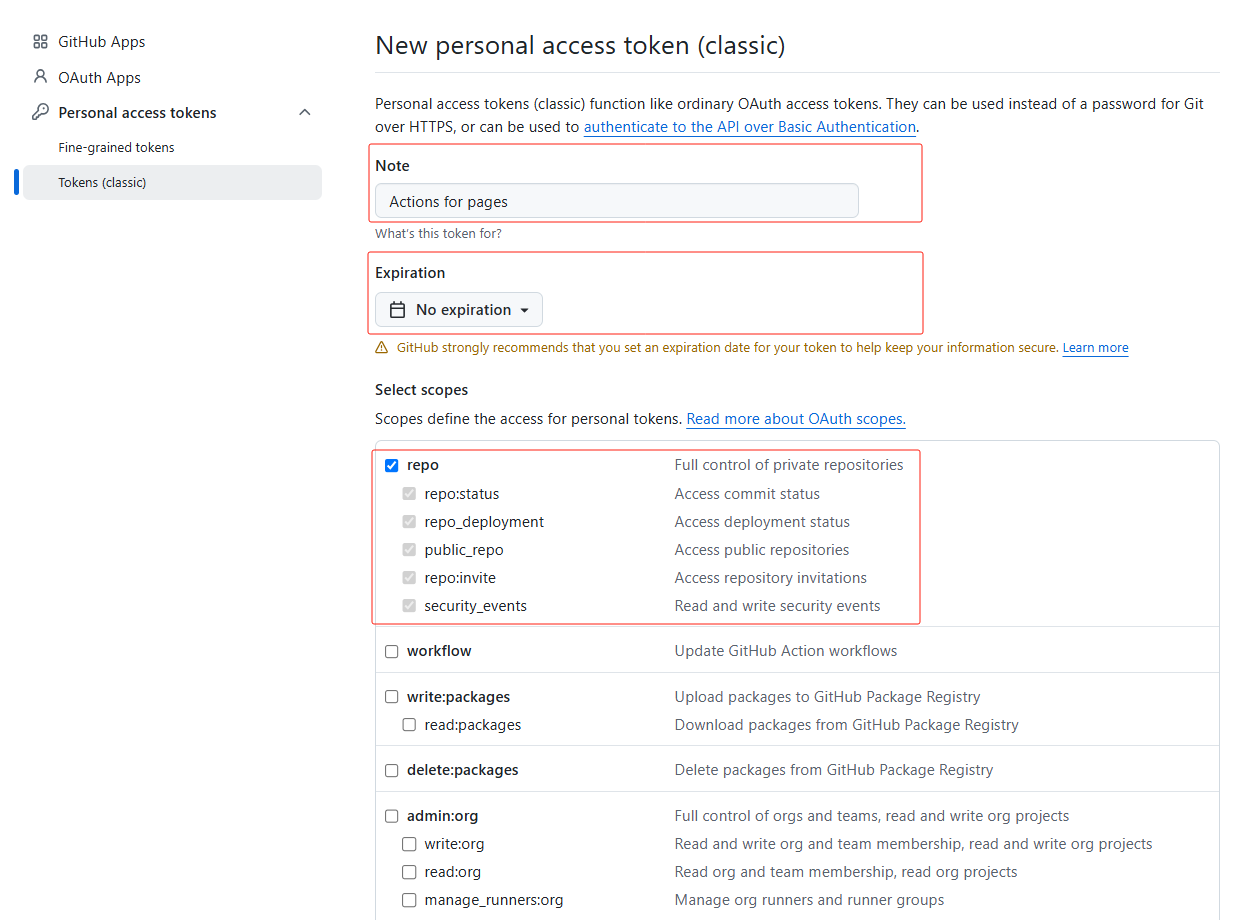 GitHub Apps
OAuth Apps
Personal access tokens
Fine-grained tokens
Tokens (classic)
New personal access token (classic)
Personal access tokens (classic) function like ordinary OAuth access tokens. They can be used instead of a password for Git
over HTTPS, or can be used to authenticate to the API over Basic Authentication.
Note
Actions for pages
What's this token for?
Expiration
No expiration
GitHub strongly recommends that you set an expiration date for your token to help keep your information secure. Learn more
Select scopes
Scopes define the access for personal tokens. Read more about OAuth scopes.
repo Full control of private repositories
repo:status Access commit status
repo_deployment Access deployment status
public_repo Access public repositories
repo:invite Access repository invitations
security_events Read and write security events
workflow Update GitHub Action workflows
write:packages Upload packages to GitHub Package Registry
read:packages Download packages from GitHub Package Registry
delete:packages Delete packages from GitHub Package Registry
admin:org Full control of orgs and teams, read and write org projects
write:org Read and write org and team membership, read and write org projects
read:org Read org and team membership, read org projects
manage_runners:org Manage org runners and runner groups